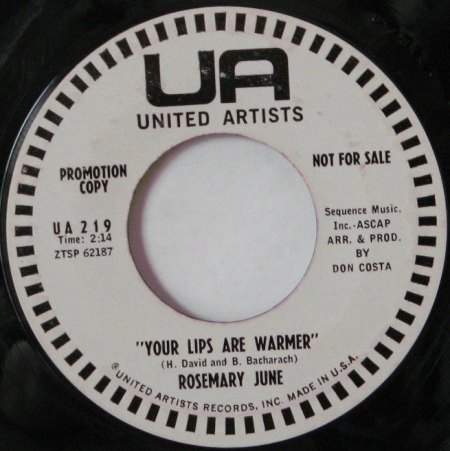 UA
UNITED ARTISTS
PROMOTION
COPY
NOT FOR SALE
UA 219
Time: 2:14
ZTSP 62187
Sequence Music,
Inc.-ASCAP
ARR. & PROD.
BY
DON COSTA
"YOUR LIPS ARE WARMER"
(H. David and B. Bacharach)
ROSEMARY JUNE
®UNITED ARTISTS RECORDS, INC. MADE IN U.S.A.